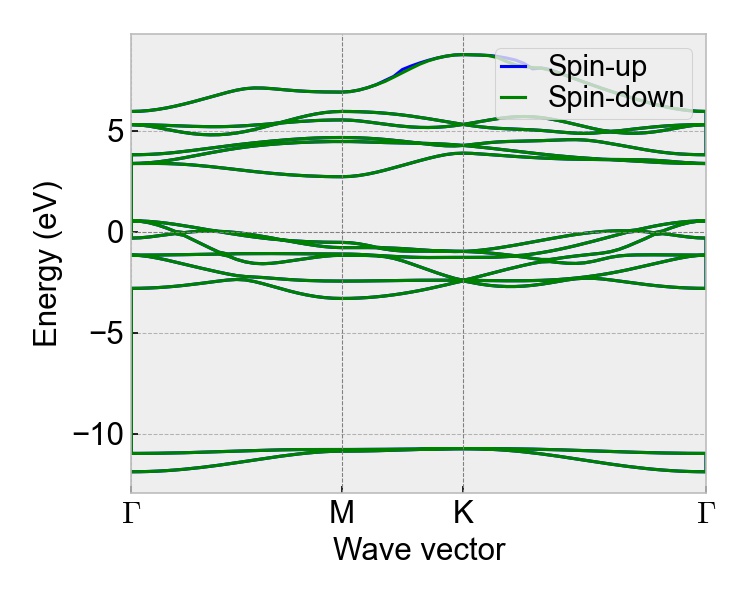 Spin-up
Spin-down
5
0
−5
−10
Energy (eV)
Γ M K Γ
Wave vector